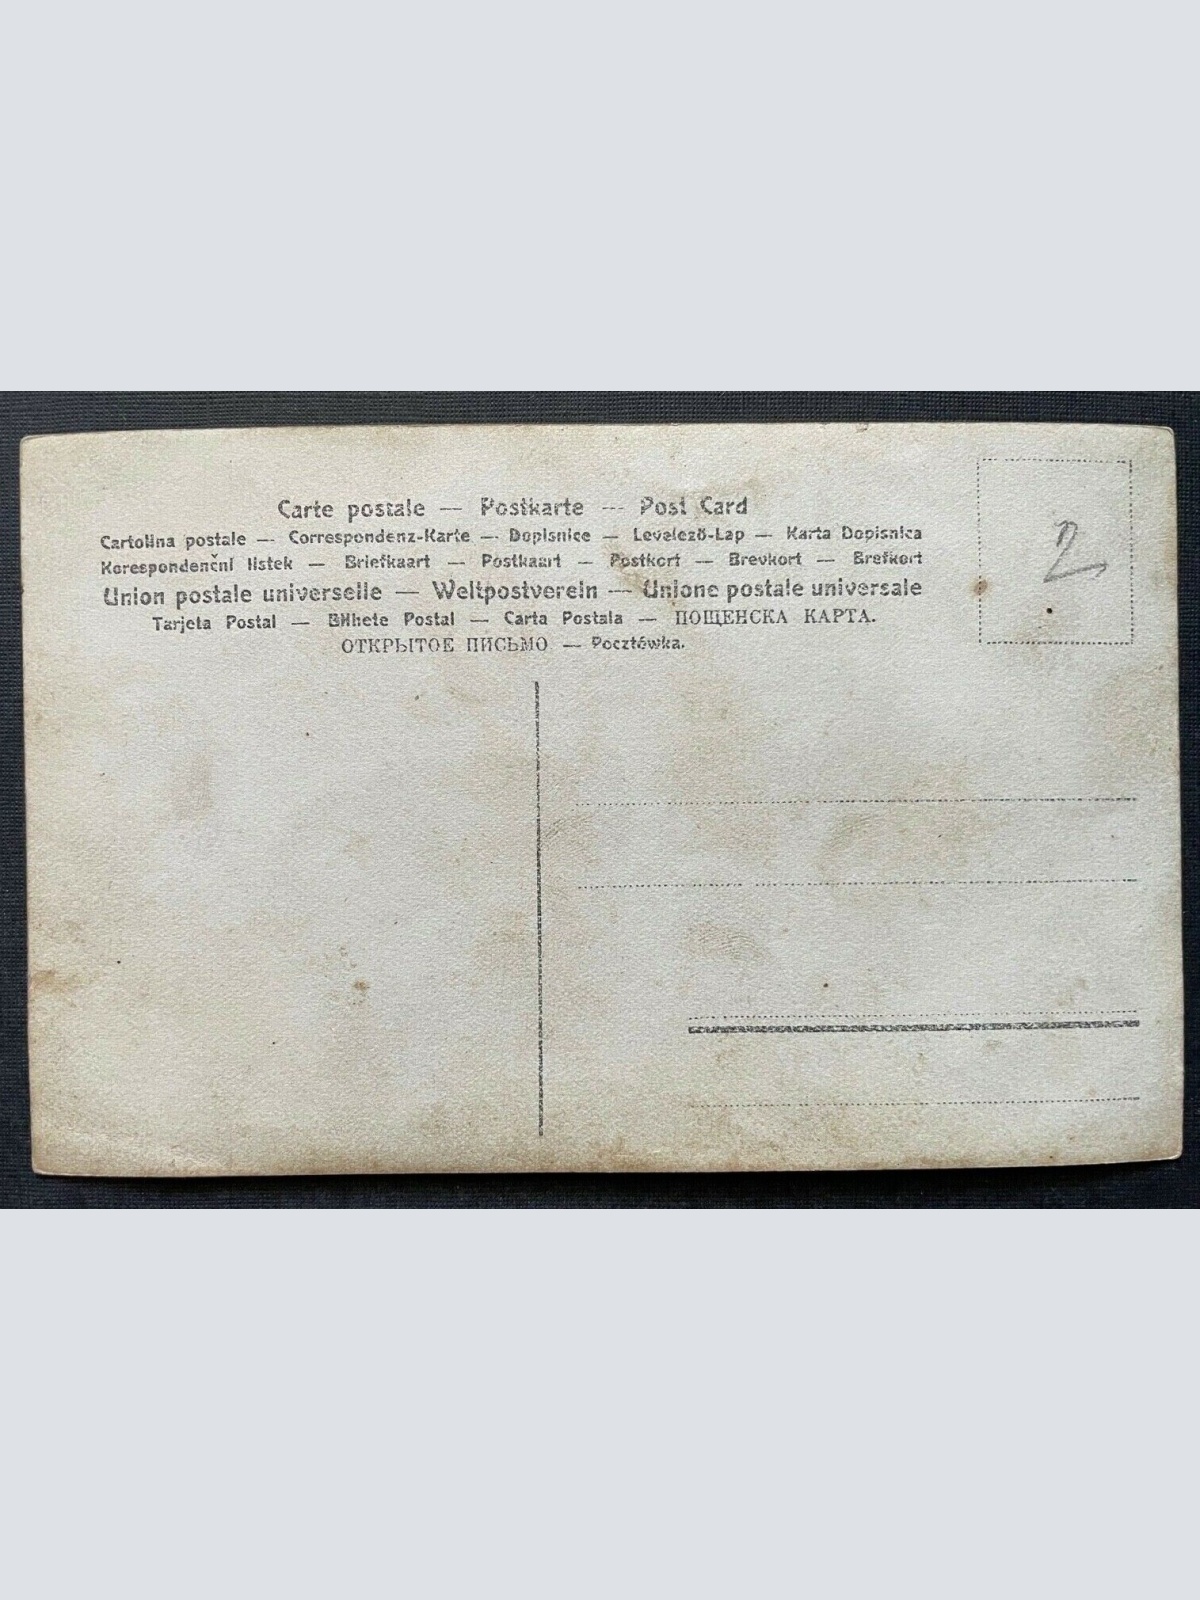 Carte postale — Postkarte — Post Card
Cartolina postale — Correspondenz-Karte — Dopisnice — Levelező-Lap — Karta Dopisnica
Korespondenční listek — Briefkaart — Postkaart — Postkort — Brevkort — Brefkort
Union postale universelle — Weltpostverein — Unione postale universale
Tarjeta Postal — Bilhete Postal — Carta Postala — ПОЩЕНСКА КАРТА.
ОТКРЫТОЕ ПИСЬМО — Pocztówka.
2